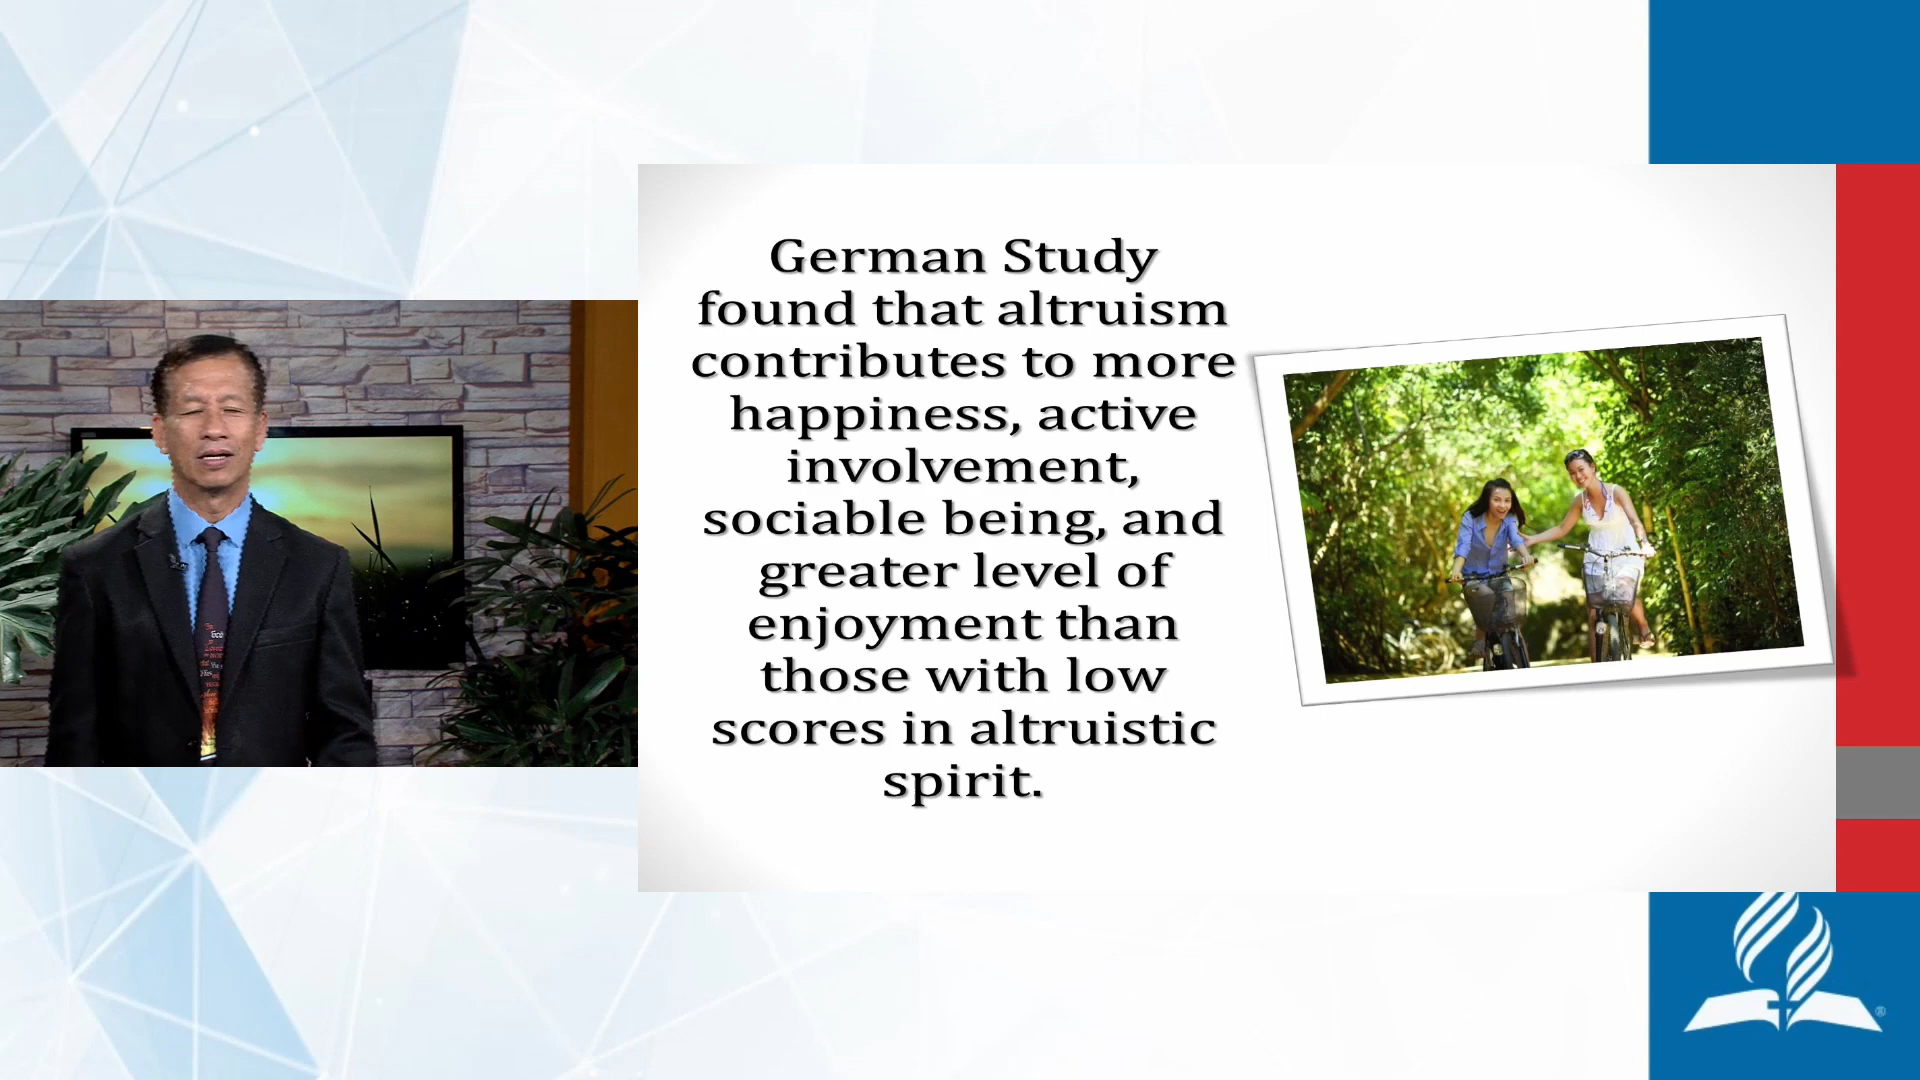 German Study
found that altruism
contributes to more
happiness, active
involvement,
sociable being, and
greater level of
enjoyment than
those with low
scores in altruistic
spirit.
God
®